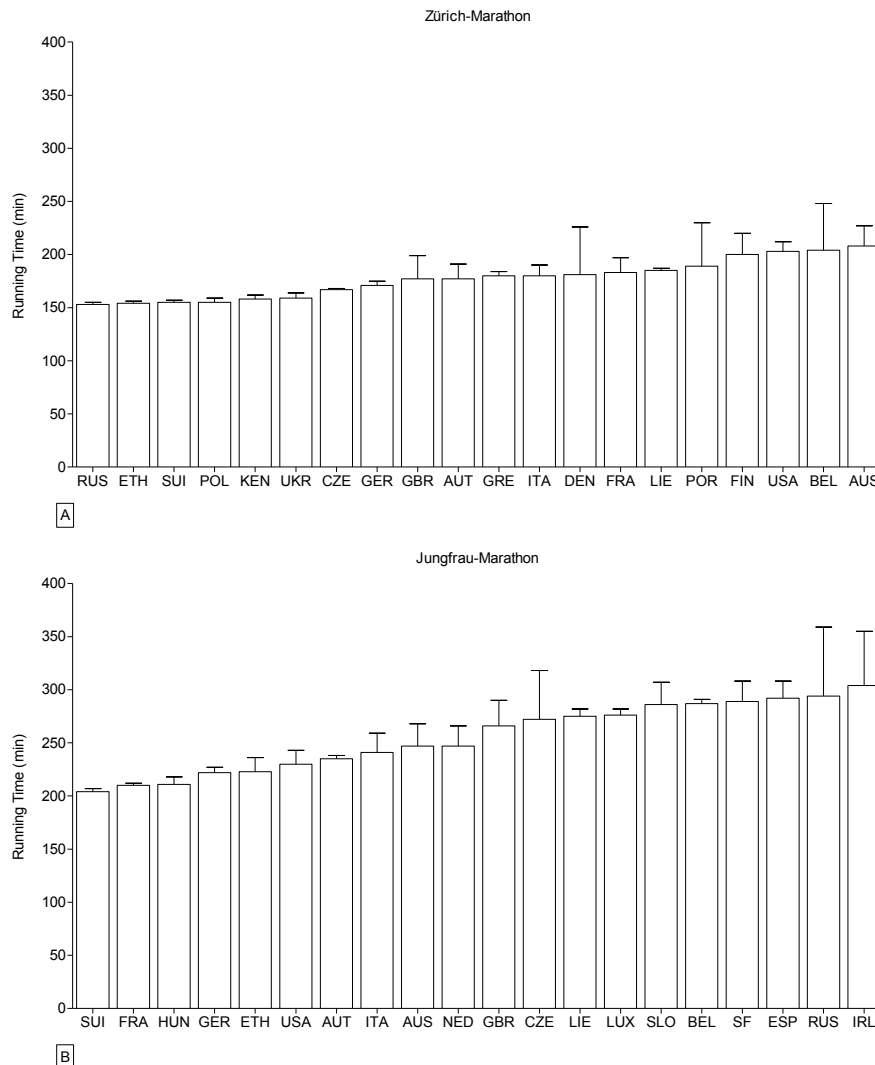 Zürich-Marathon
400
350
300
250
200
150
100
50
0
Running Time (min)
RUS ETH SUI POL KEN UKR CZE GER GBR AUT GRE ITA DEN FRA LIE POR FIN USA BEL AUS
A
Jungfrau-Marathon
400
350
300
250
200
150
100
50
0
Running Time (min)
SUI FRA HUN GER ETH USA AUT ITA AUS NED GBR CZE LIE LUX SLO BEL SF ESP RUS IRL
B